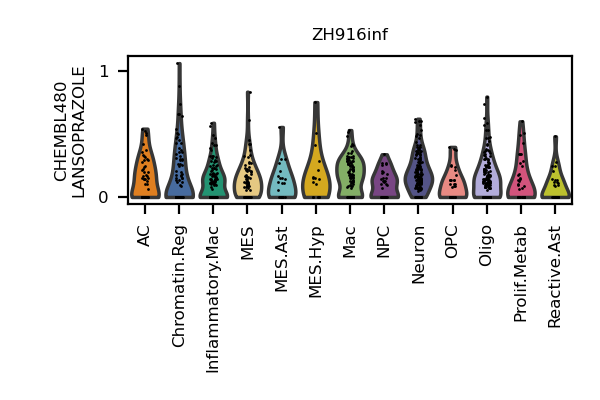 ZH916inf
CHEMBL480
LANSOPRAZOLE
1
0
AC
Chromatin.Reg
Inflammatory.Mac
MES
MES.Ast
MES.Hyp
Mac
NPC
Neuron
OPC
Oligo
Prolif.Metab
Reactive.Ast